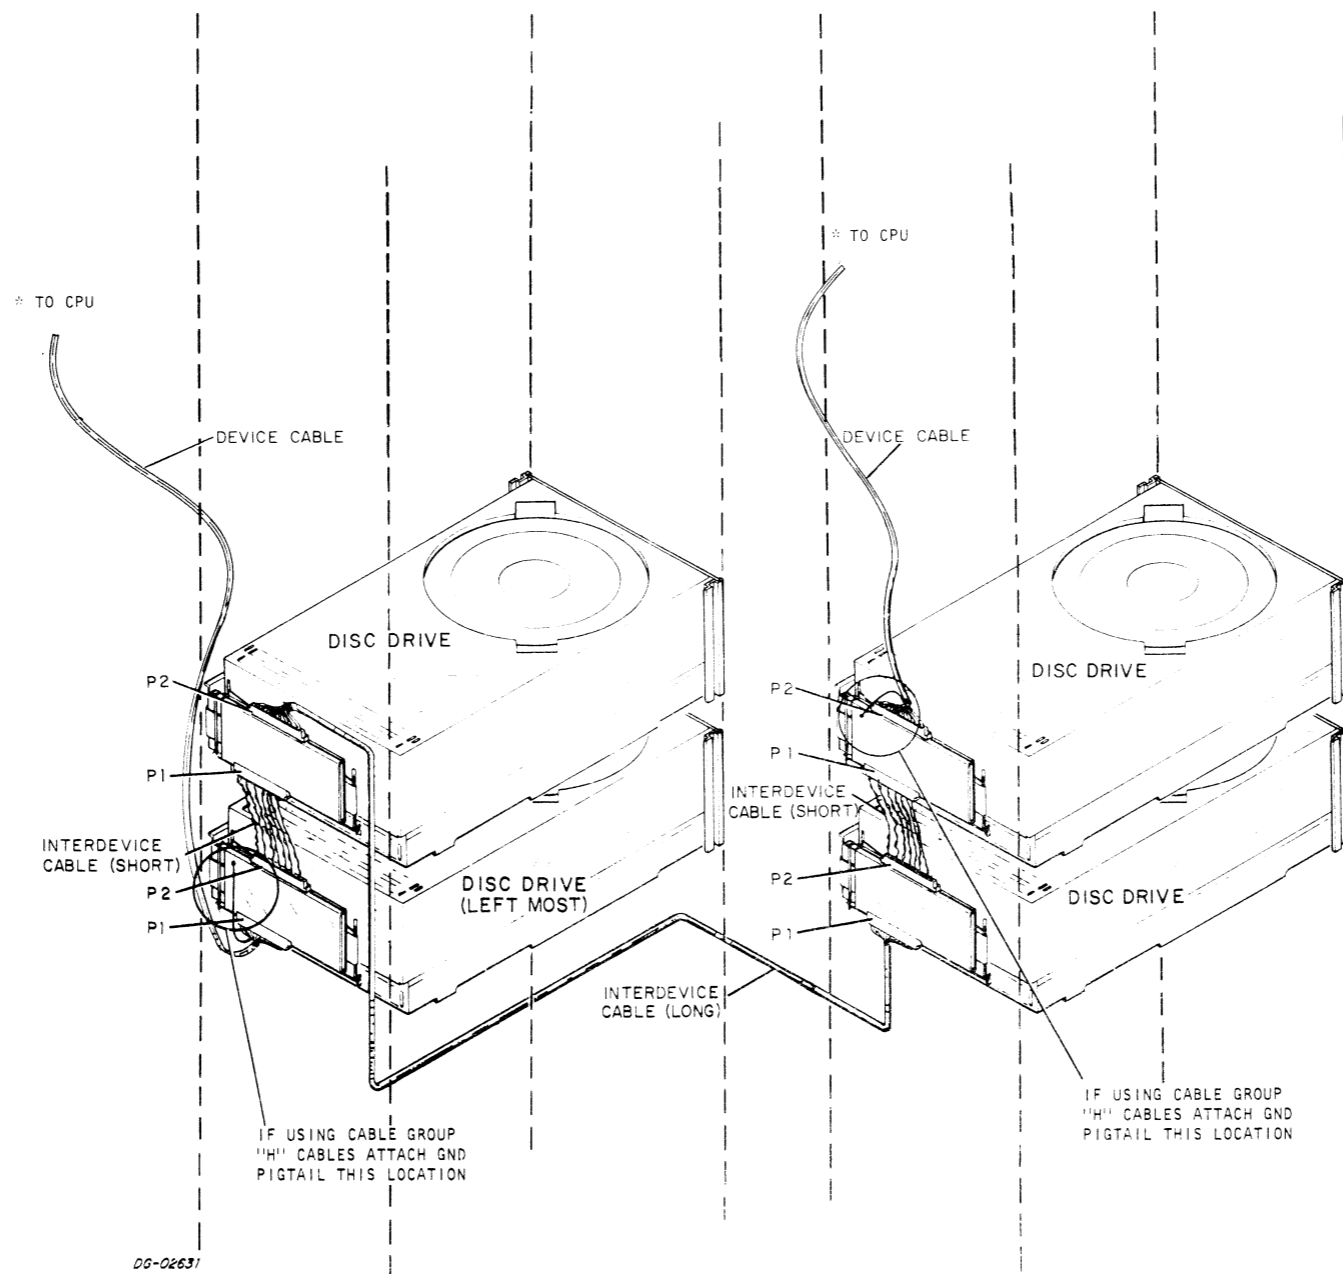 * TO CPU
* TO CPU
DEVICE CABLE
DEVICE CABLE
DISC DRIVE
DISC DRIVE
P2
P2
P1
P1
INTERDEVICE
CABLE (SHORT)
INTERDEVICE
CABLE (SHORT)
P2
P2
DISC DRIVE
(LEFT MOST)
DISC DRIVE
P1
P1
INTERDEVICE
CABLE (LONG)
IF USING CABLE GROUP
"H" CABLES ATTACH GND
PIGTAIL THIS LOCATION
IF USING CABLE GROUP
"H" CABLES ATTACH GND
PIGTAIL THIS LOCATION
DG-02631